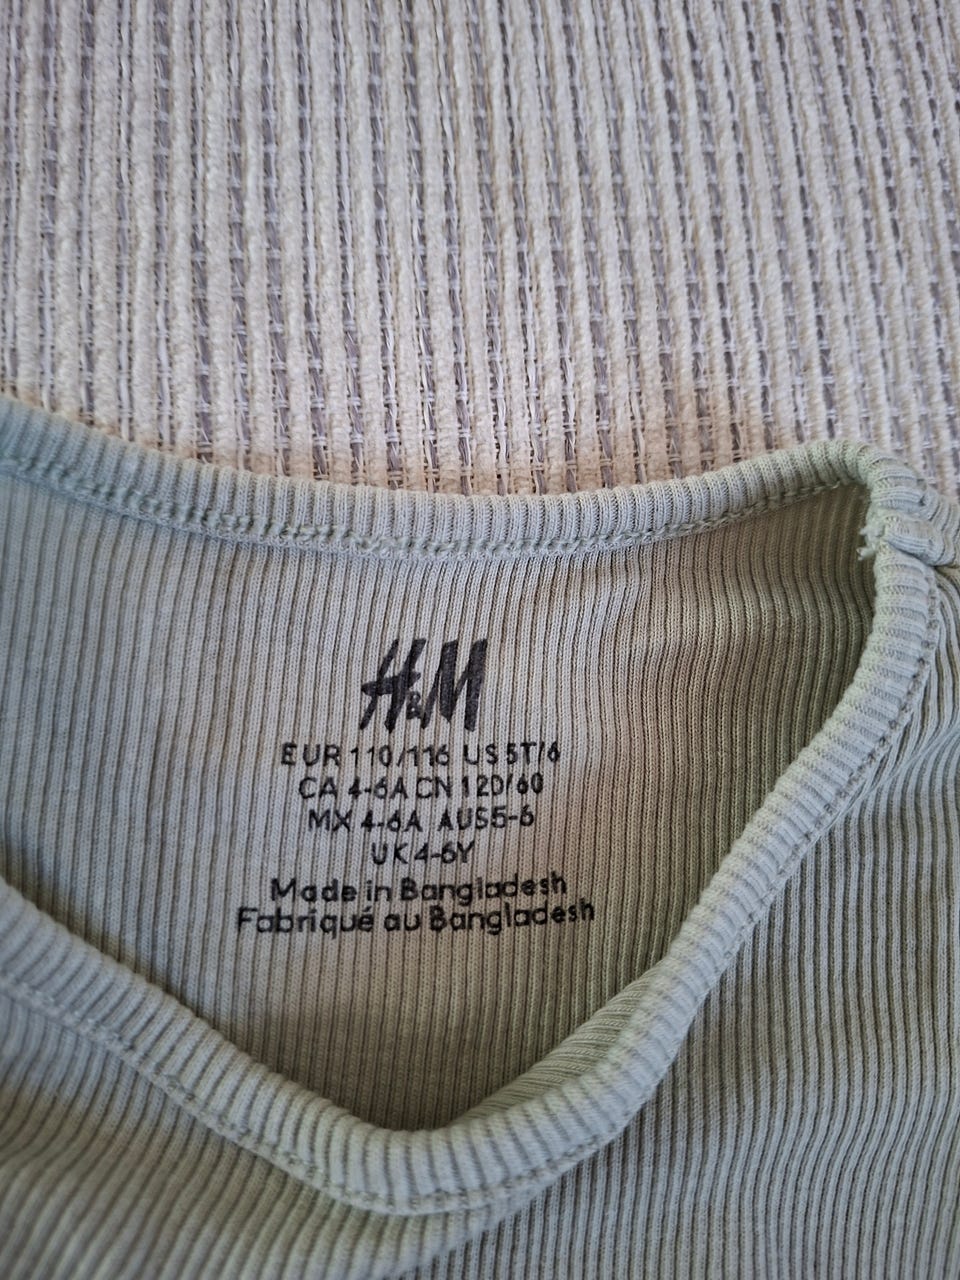 H&M
EUR 110/116 US 5T/6
CA 4-6A CN 120/60
MX 4-6A AUS5-6
UK 4-6Y
Made in Bangladesh
Fabriqué au Bangladesh